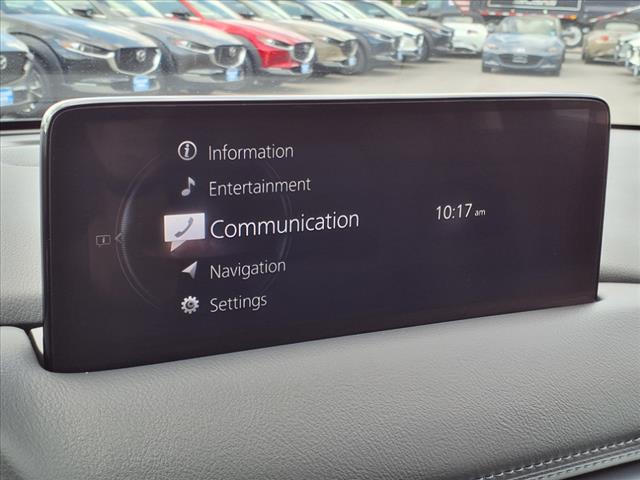 Information
Entertainment
Communication
10:17 am
Navigation
Settings